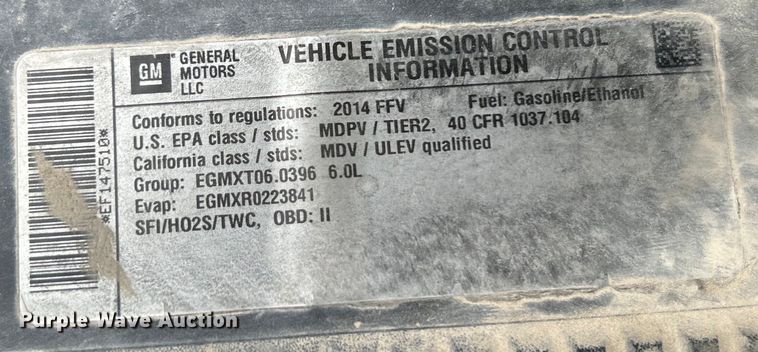 GM
GENERAL
MOTORS
LLC
VEHICLE EMISSION CONTROL
INFORMATION
Conforms to regulations: 2014 FFV Fuel: Gasoline/Ethanol
U.S. EPA class / stds: MDPV / TIER2, 40 CFR 1037.104
California class / stds: MDV / ULEV qualified
Group: EGMXT06.0396 6.0L
Evap: EGMXR0223841
SFI/HO2S/TWC, OBD: II
*EF147510*
Purple Wave Auction